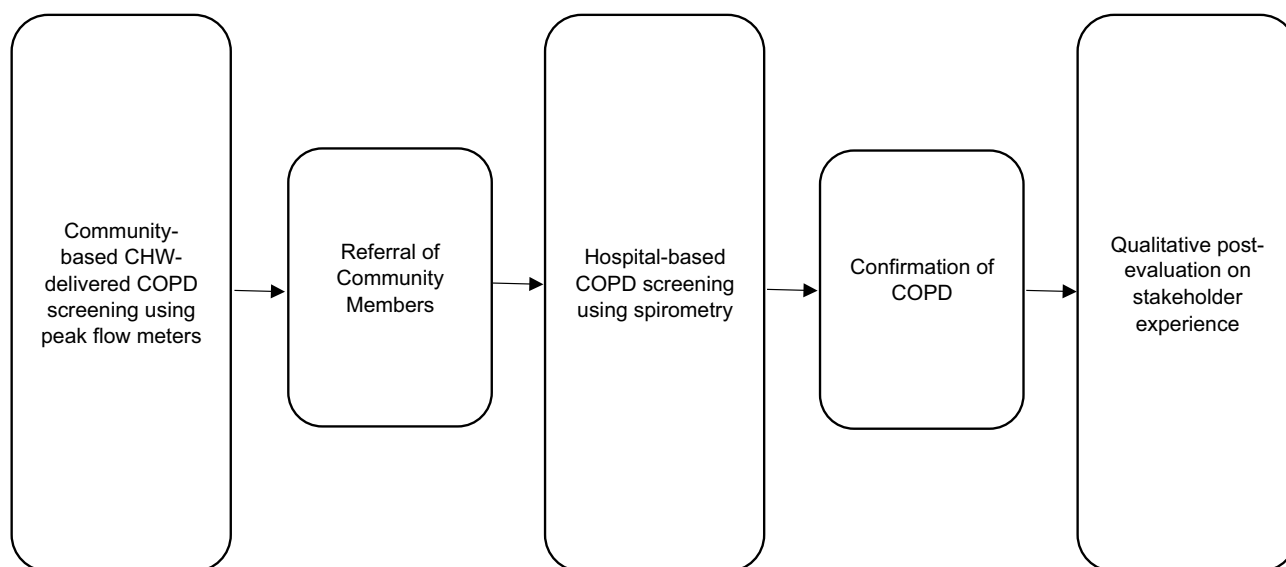 Community-
based CHW-
delivered COPD
screening using
peak flow meters
Referral of
Community
Members
Hospital-based
COPD screening
using spirometry
Confirmation of
COPD
Qualitative post-
evaluation on
stakeholder
experience